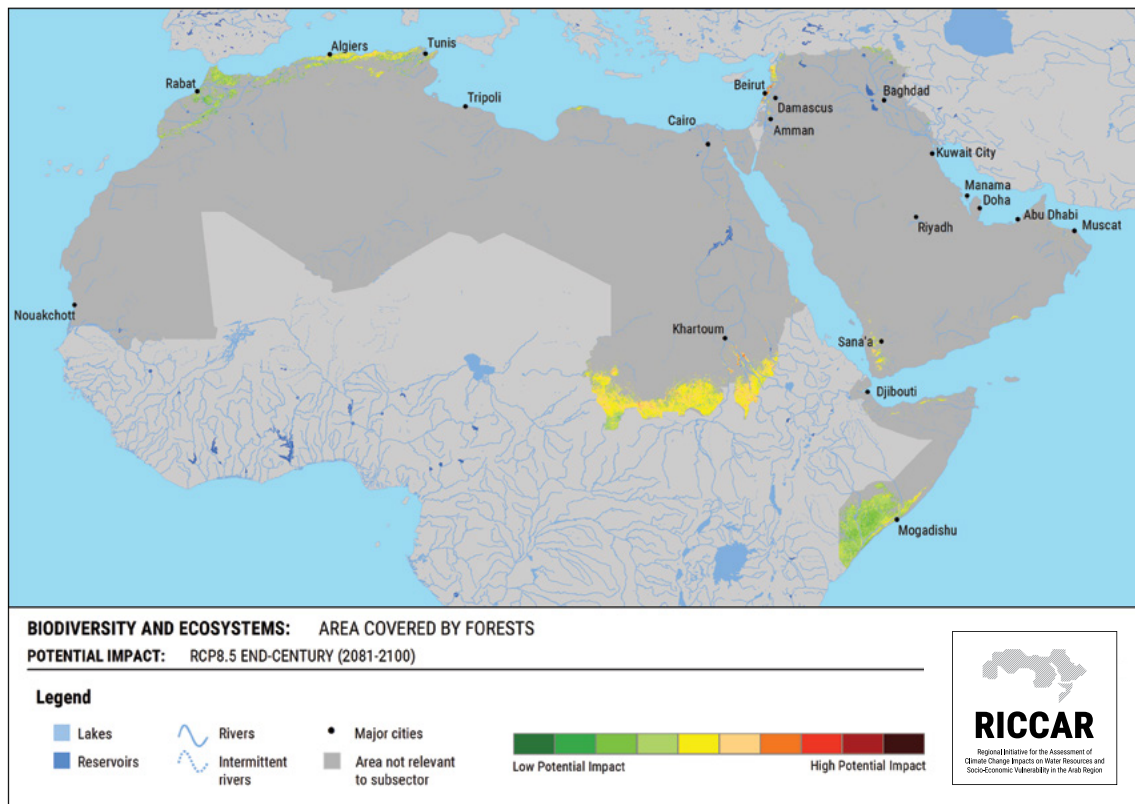 Algiers
Tunis
Rabat
Tripoli
Beirut
Damascus
Baghdad
Cairo
Amman
Kuwait City
Manama
Doha
Abu Dhabi
Muscat
Riyadh
Nouakchott
Khartoum
Sana'a
Djibouti
Mogadishu
BIODIVERSITY AND ECOSYSTEMS: AREA COVERED BY FORESTS
POTENTIAL IMPACT: RCP8.5 END-CENTURY (2081-2100)
Legend
Lakes
Reservoirs
Rivers
Intermittent
rivers
Major cities
Area not relevant
to subsector
Low Potential Impact
High Potential Impact
RICCAR
Regional Initiative for the Assessment of
Climate Change Impacts on Water Resources and
Socio-Economic Vulnerability in the Arab Region